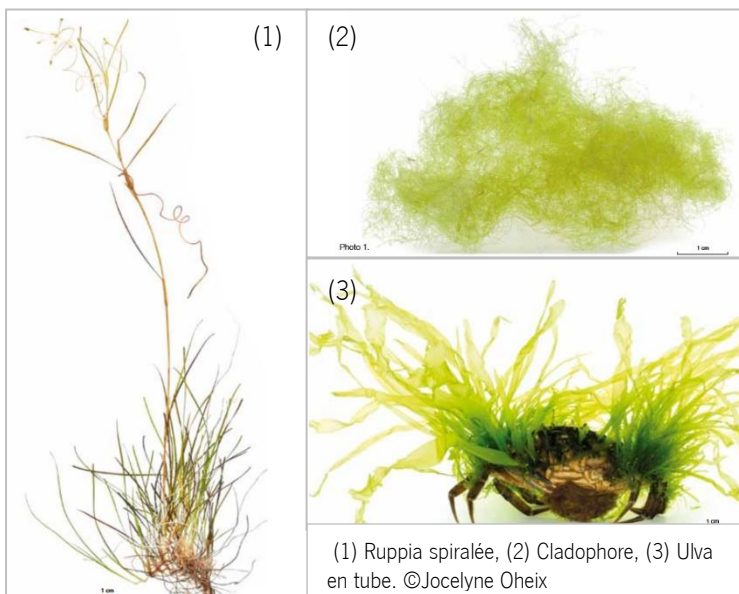 (1)
(2)
Photo 1.
1 cm
(3)
1 cm
1 cm
(1) Ruppia spiralée, (2) Cladophore, (3) Ulva
en tube. ©Jocelyne Oheix